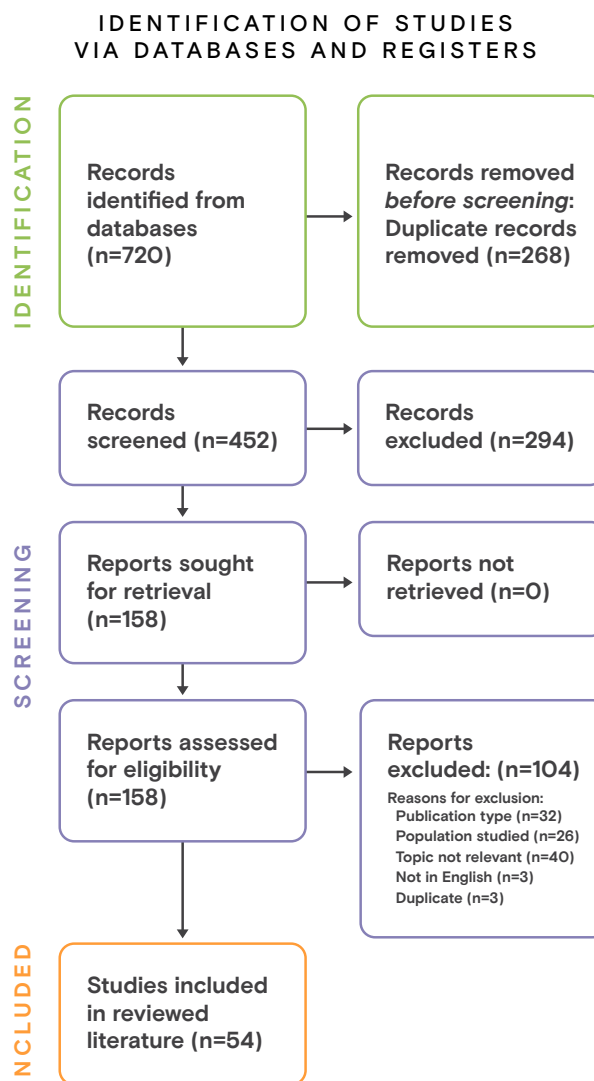 IDENTIFICATION OF STUDIES
VIA DATABASES AND REGISTERS
IDENTIFICATION
Records
identified from
databases
(n=720)
Records removed
before screening:
Duplicate records
removed (n=268)
SCREENING
Records
screened (n=452)
Records
excluded (n=294)
Reports sought
for retrieval
(n=158)
Reports not
retrieved (n=0)
Reports assessed
for eligibility
(n=158)
Reports
excluded: (n=104)
Reasons for exclusion:
Publication type (n=32)
Population studied (n=26)
Topic not relevant (n=40)
Not in English (n=3)
Duplicate (n=3)
NCLUDED
Studies included
in reviewed
literature (n=54)